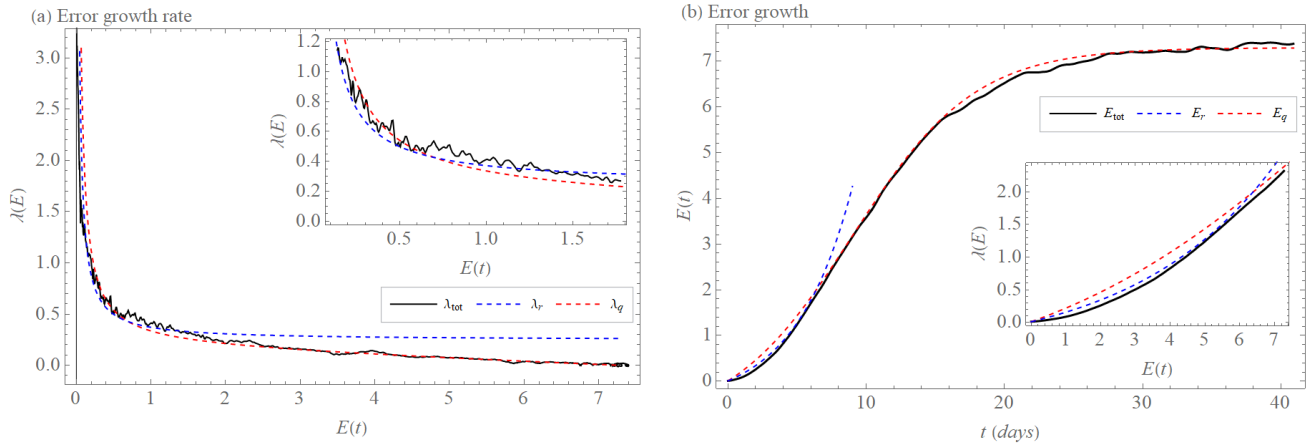 (a) Error growth rate
3.0
2.5
2.0
1.5
1.0
0.5
0.0
λ(E)
0 1 2 3 4 5 6 7
E(t)
1.2
1.0
0.8
0.6
0.4
0.2
0.0
λ(E)
0.5 1.0 1.5
E(t)
λtot λr λq
(b) Error growth
7
6
5
4
3
2
1
0
E(t)
0 10 20 30 40
t (days)
Etot Er Eq
2.0
1.5
1.0
0.5
0.0
λ(E)
0 1 2 3 4 5 6 7
E(t)